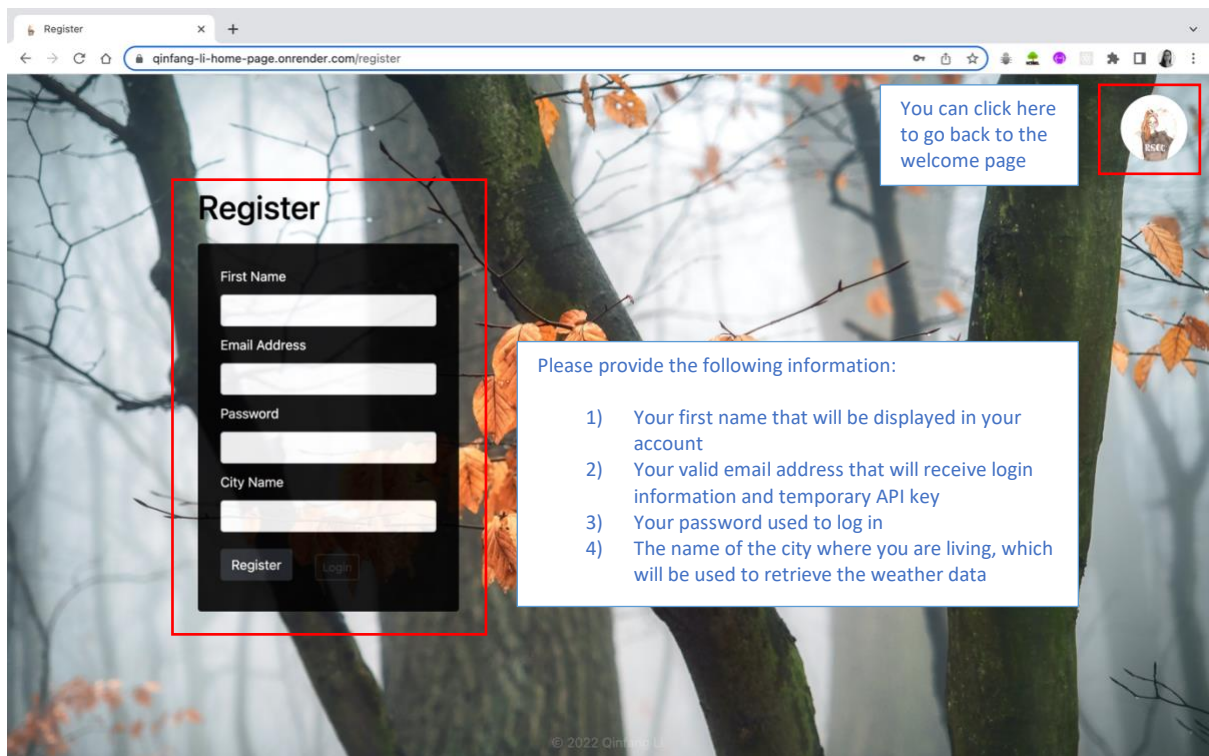 Register
qinfang-li-home-page.onrender.com/register
You can click here
to go back to the
welcome page
Register
First Name
Email Address
Password
City Name
Register
Login
Please provide the following information:
1) Your first name that will be displayed in your
account
2) Your valid email address that will receive login
information and temporary API key
3) Your password used to log in
4) The name of the city where you are living, which
will be used to retrieve the weather data
© 2022 Qinfang Li